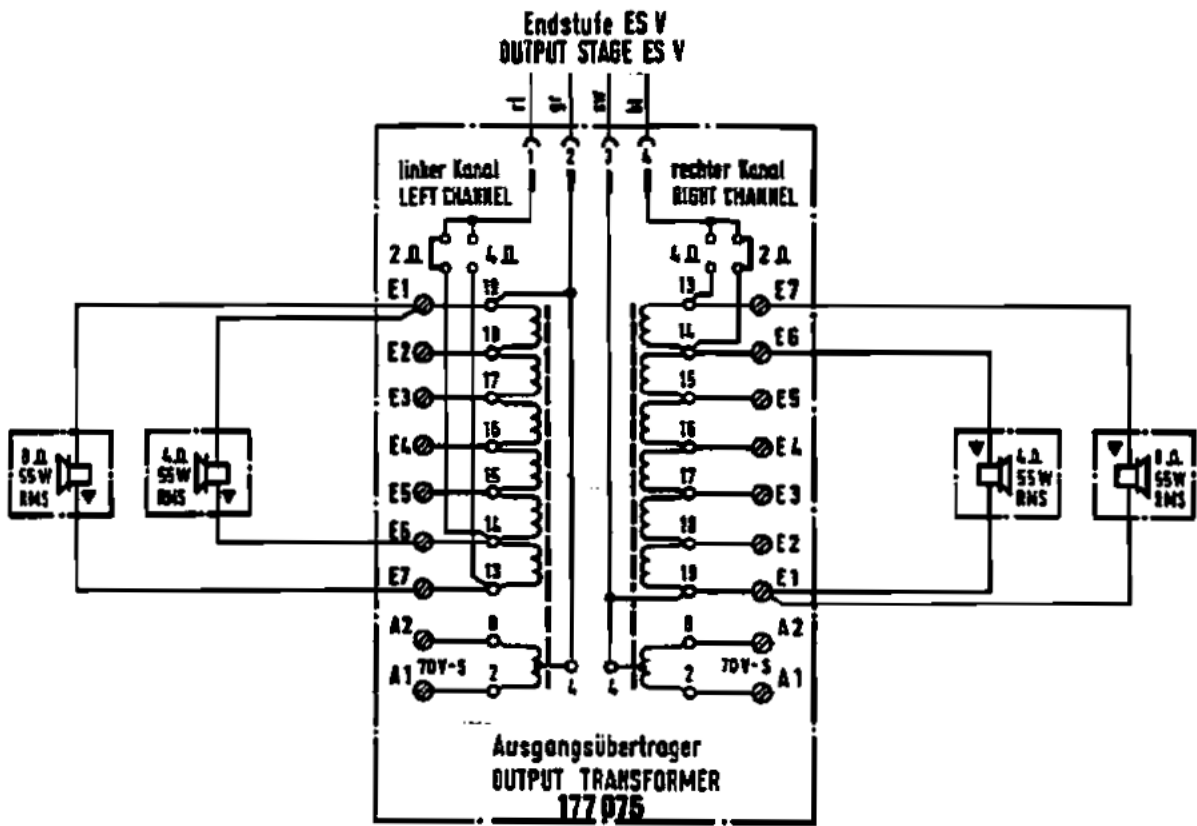 Endstufe ES V
OUTPUT STAGE ES V
rt gr sw bl
1 2 3 4
linker Kanal
LEFT CHANNEL
rechter Kanal
RIGHT CHANNEL
2 Ω 4 Ω
4 Ω 2 Ω
E1 19
E2 18
E3 17
E4 16
E5 15
E6 14
E7 13
A2 8
A1 70V~S 2
4
13 E7
14 E6
15 E5
16 E4
17 E3
18 E2
19 E1
8 A2
2 70V~S A1
4
8 Ω
55W
RMS
4 Ω
55W
RMS
4 Ω
55W
RMS
8 Ω
55W
RMS
Ausgangsübertrager
OUTPUT TRANSFORMER
177 075